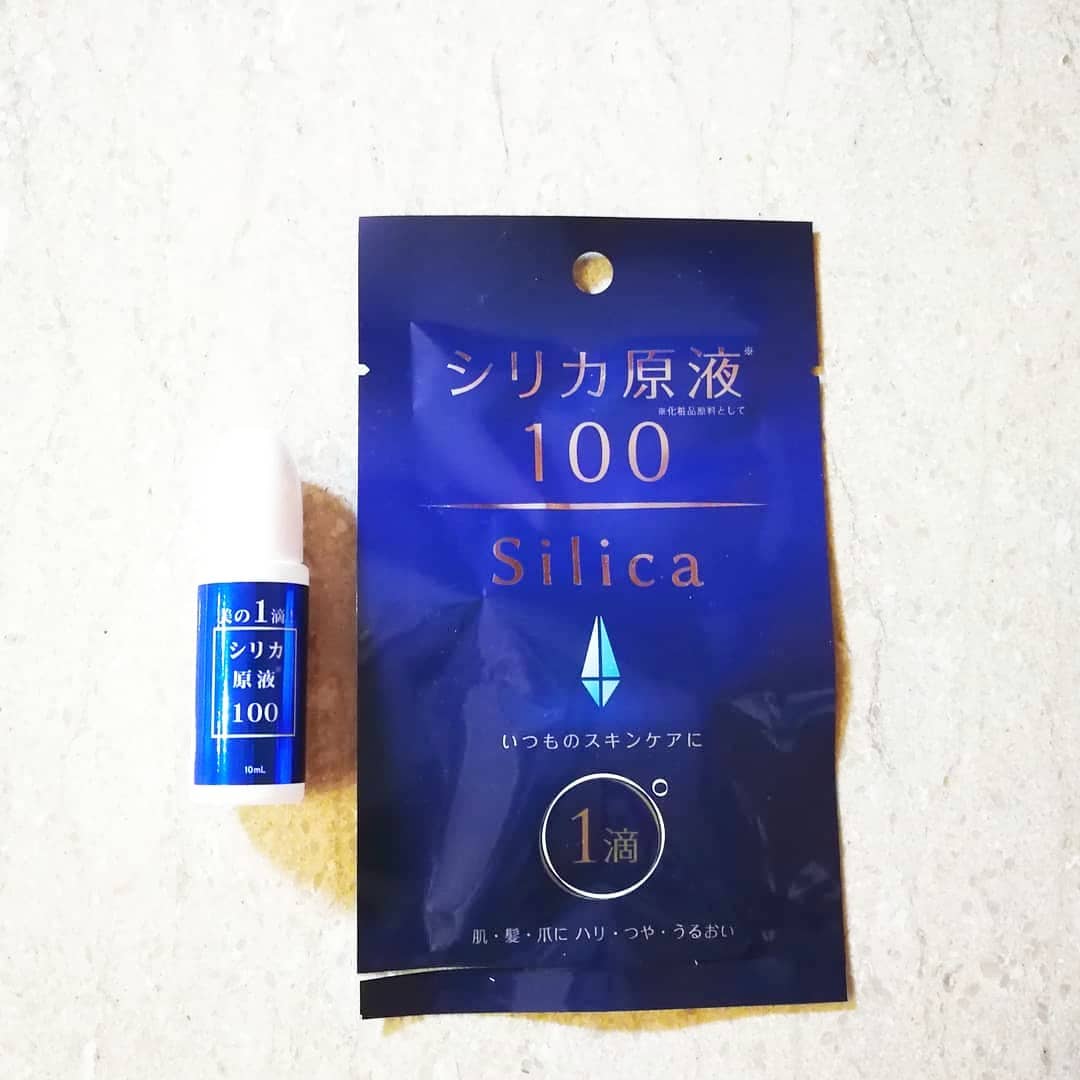 シリカ原液※
※化粧品原料として
100
Silica
いつものスキンケアに
1滴
肌・髪・爪に ハリ・つや・うるおい
美の1滴
シリカ
原液※
100
10mL